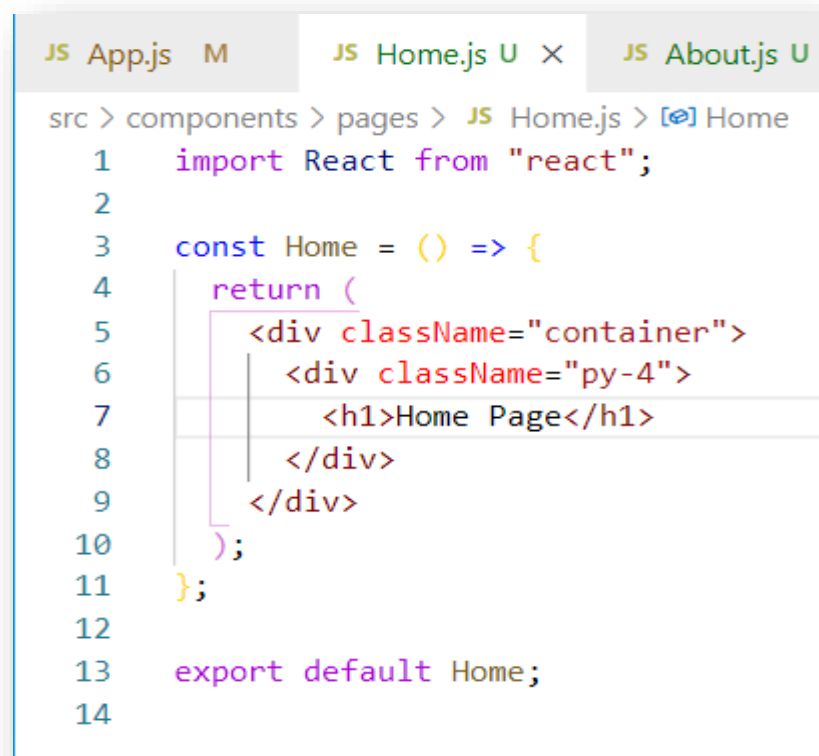 JS App.js M JS Home.js U × JS About.js U
src > components > pages > JS Home.js > Home
1 import React from "react";
2
3 const Home = () => {
4   return (
5     <div className="container">
6       <div className="py-4">
7         <h1>Home Page</h1>
8       </div>
9     </div>
10   );
11 };
12
13 export default Home;
14